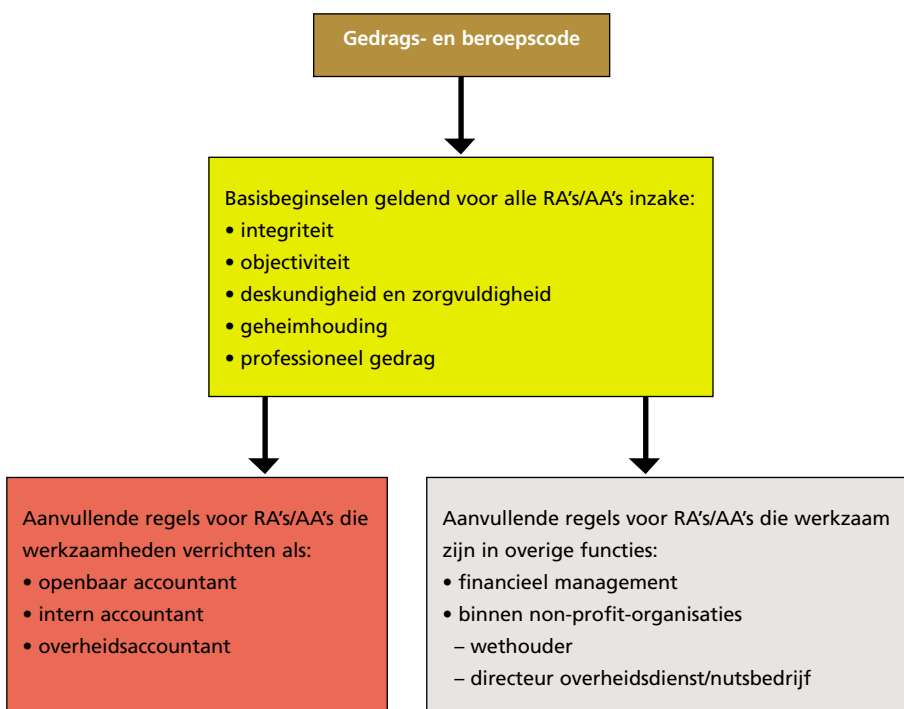 Gedrags- en beroepscode
Basisbeginselen geldend voor alle RA's/AA's inzake:
• integriteit
• objectiviteit
• deskundigheid en zorgvuldigheid
• geheimhouding
• professioneel gedrag
Aanvullende regels voor RA's/AA's die
werkzaamheden verrichten als:
• openbaar accountant
• intern accountant
• overheidsaccountant
Aanvullende regels voor RA's/AA's die werkzaam
zijn in overige functies:
• financieel management
• binnen non-profit-organisaties
– wethouder
– directeur overheidsdienst/nutsbedrijf